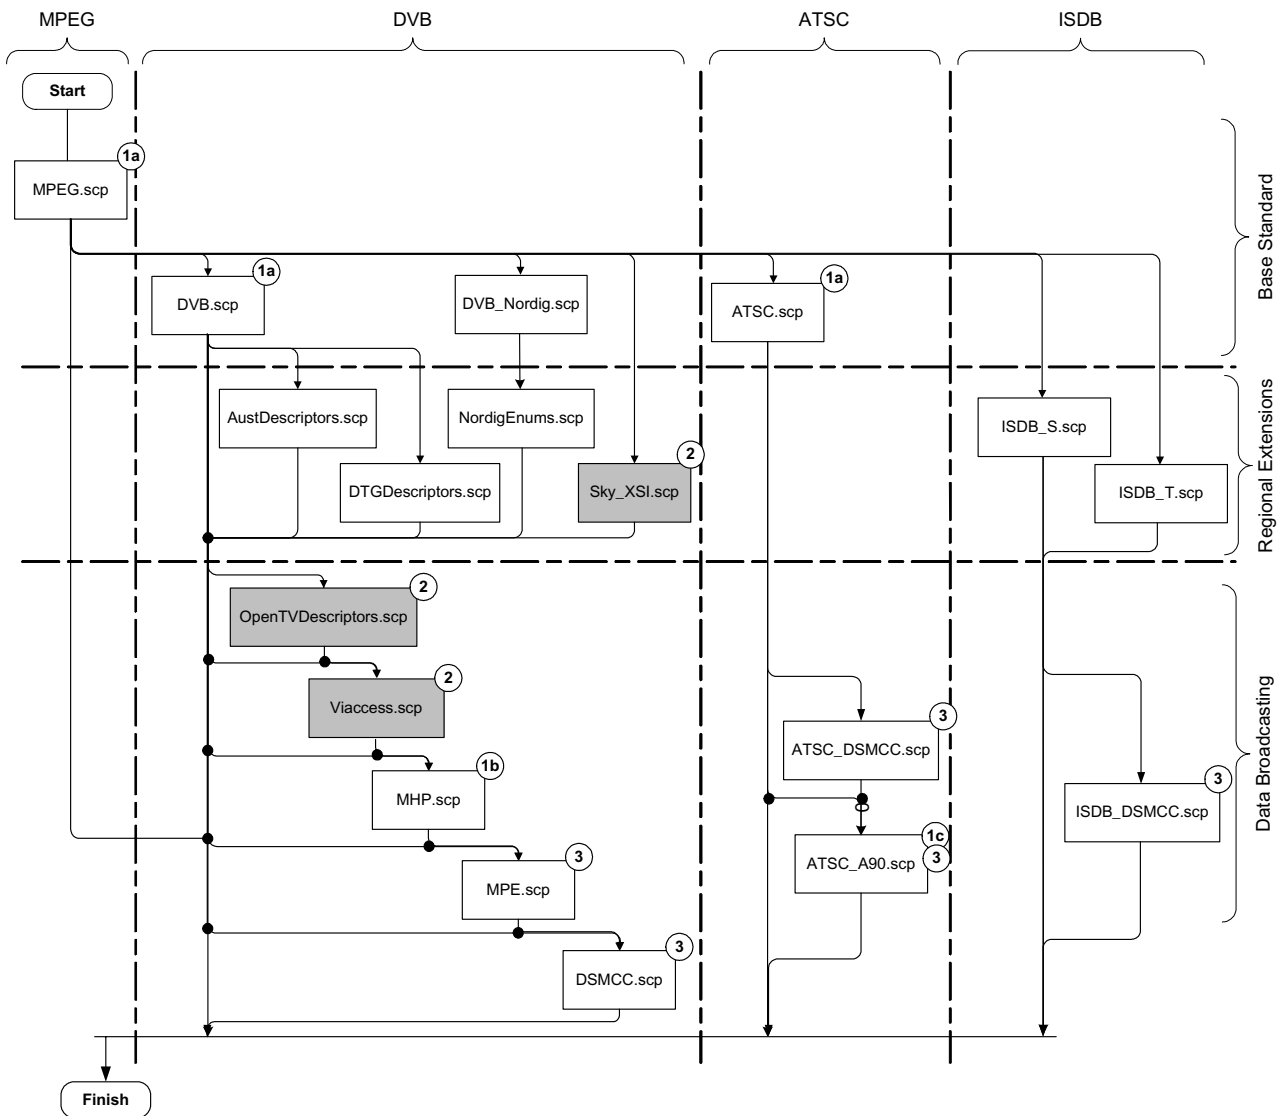 MPEG
DVB
ATSC
ISDB
Start
1a
MPEG.scp
Base Standard
1a
DVB.scp
DVB_Nordig.scp
1a
ATSC.scp
AustDescriptors.scp
NordigEnums.scp
ISDB_S.scp
Regional Extensions
DTGDescriptors.scp
2
Sky_XSI.scp
ISDB_T.scp
2
OpenTVDescriptors.scp
2
Viaccess.scp
3
ATSC_DSMCC.scp
Data Broadcasting
1b
MHP.scp
3
ISDB_DSMCC.scp
1c
3
ATSC_A90.scp
3
MPE.scp
3
DSMCC.scp
Finish